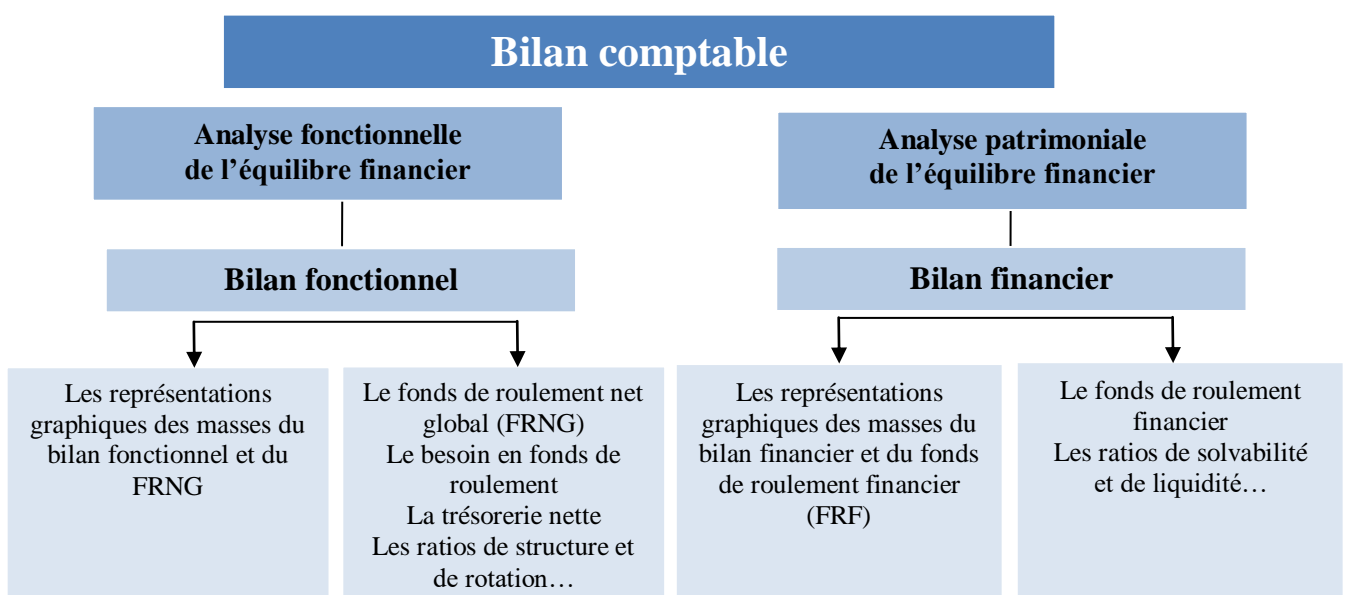 Bilan comptable
Analyse fonctionnelle
de l’équilibre financier
Analyse patrimoniale
de l’équilibre financier
Bilan fonctionnel
Bilan financier
Les représentations
graphiques des masses du
bilan fonctionnel et du
FRNG
Le fonds de roulement net
global (FRNG)
Le besoin en fonds de
roulement
La trésorerie nette
Les ratios de structure et
de rotation…
Les représentations
graphiques des masses du
bilan financier et du fonds
de roulement financier
(FRF)
Le fonds de roulement
financier
Les ratios de solvabilité
et de liquidité…